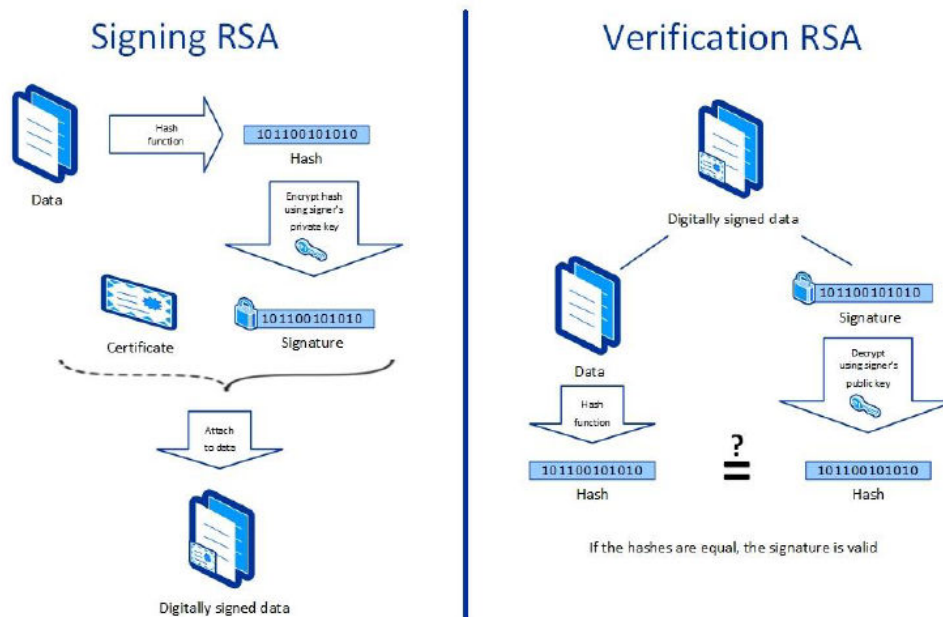 Signing RSA
Hash
function
101100101010
Hash
Data
Encrypt hash
using signer's
private key
101100101010
Certificate
Signature
Attach
to data
Digitally signed data
Verification RSA
Digitally signed data
101100101010
Signature
Data
Decrypt
using signer's
public key
Hash
function
?
=
101100101010
101100101010
Hash
Hash
If the hashes are equal, the signature is valid